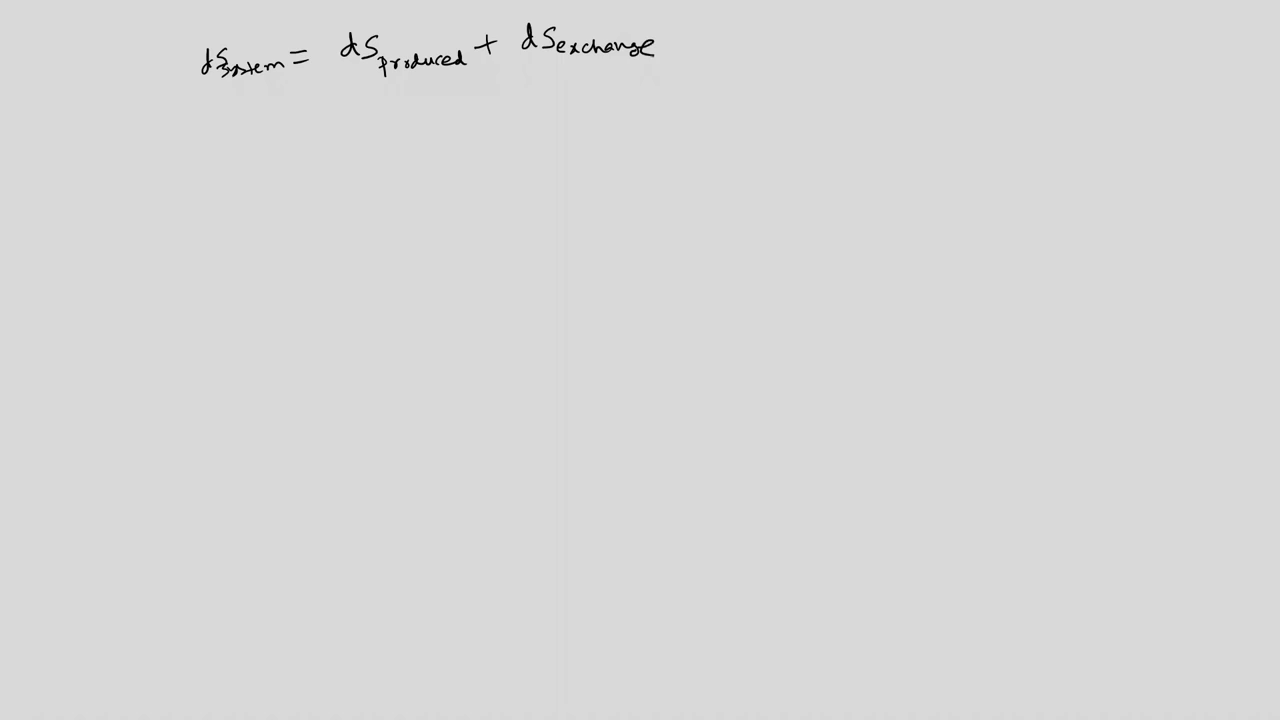 dS_system = dS_produced + dS_exchange